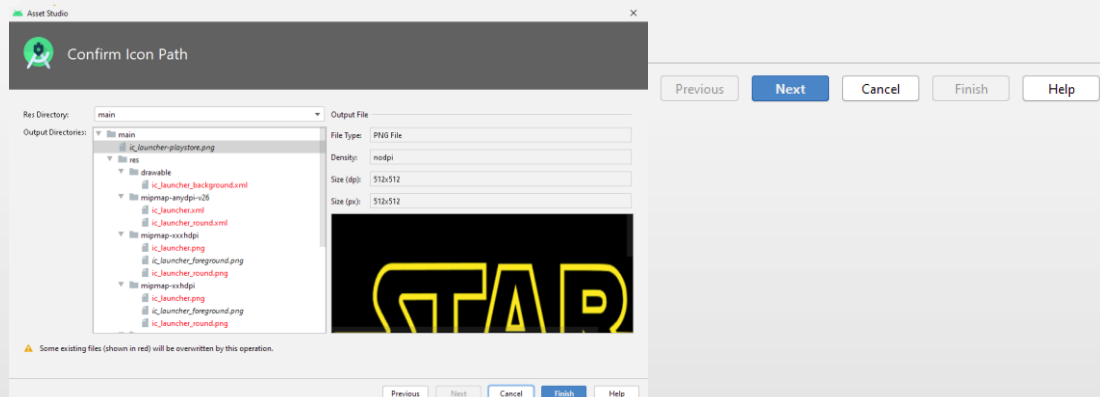 Asset Studio
Confirm Icon Path
Res Directory: main
Output Directories:
main
ic_launcher-playstore.png
res
drawable
ic_launcher_background.xml
mipmap-anydpi-v26
ic_launcher.xml
ic_launcher_round.xml
mipmap-xxxhdpi
ic_launcher.png
ic_launcher_foreground.png
ic_launcher_round.png
mipmap-xxhdpi
ic_launcher.png
ic_launcher_foreground.png
ic_launcher_round.png
Output File
File Type: PNG File
Density: nodpi
Size (dp): 512x512
Size (px): 512x512
STAR
Some existing files (shown in red) will be overwritten by this operation.
Previous Next Cancel Finish Help
Previous Next Cancel Finish Help